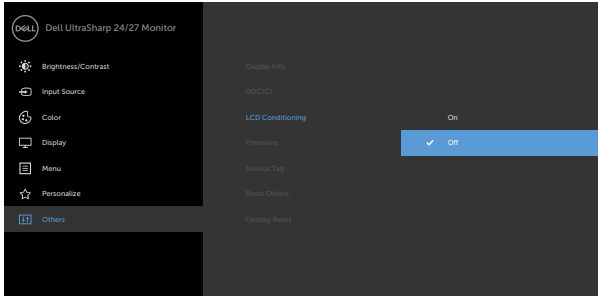 DELL
Dell UltraSharp 24/27 Monitor
Brightness/Contrast
Input Source
Color
Display
Menu
Personalize
Others
Display Info
DDC/CI
LCD Conditioning
Firmware
Service Tag
Reset Others
Factory Reset
On
Off